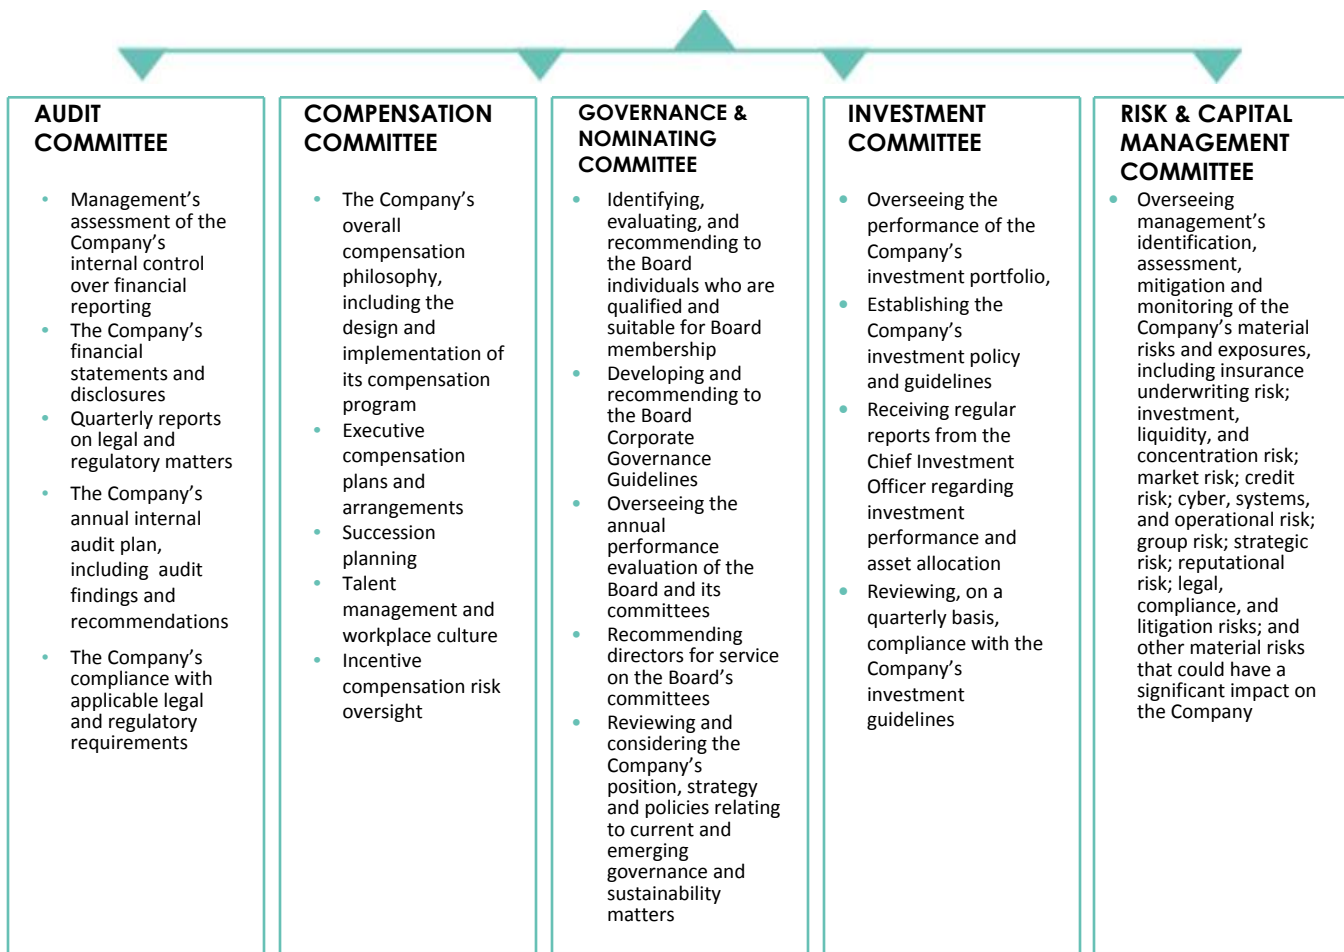 AUDIT
COMMITTEE
• Management’s
assessment of the
Company’s
internal control
over financial
reporting
• The Company’s
financial
statements and
disclosures
• Quarterly reports
on legal and
regulatory matters
• The Company’s
annual internal
audit plan,
including audit
findings and
recommendations
• The Company’s
compliance with
applicable legal
and regulatory
requirements
COMPENSATION
COMMITTEE
• The Company’s
overall
compensation
philosophy,
including the
design and
implementation of
its compensation
program
• Executive
compensation
plans and
arrangements
• Succession
planning
• Talent
management and
workplace culture
• Incentive
compensation risk
oversight
GOVERNANCE &
NOMINATING
COMMITTEE
• Identifying,
evaluating, and
recommending to
the Board
individuals who are
qualified and
suitable for Board
membership
• Developing and
recommending to
the Board
Corporate
Governance
Guidelines
• Overseeing the
annual
performance
evaluation of the
Board and its
committees
• Recommending
directors for service
on the Board’s
committees
• Reviewing and
considering the
Company’s
position, strategy
and policies relating
to current and
emerging
governance and
sustainability
matters
INVESTMENT
COMMITTEE
• Overseeing the
performance of the
Company’s
investment portfolio,
• Establishing the
Company’s
investment policy
and guidelines
• Receiving regular
reports from the
Chief Investment
Officer regarding
investment
performance and
asset allocation
• Reviewing, on a
quarterly basis,
compliance with the
Company’s
investment
guidelines
RISK & CAPITAL
MANAGEMENT
COMMITTEE
• Overseeing
management’s
identification,
assessment,
mitigation and
monitoring of the
Company’s material
risks and exposures,
including insurance
underwriting risk;
investment,
liquidity, and
concentration risk;
market risk; credit
risk; cyber, systems,
and operational risk;
group risk; strategic
risk; reputational
risk; legal,
compliance, and
litigation risks; and
other material risks
that could have a
significant impact on
the Company